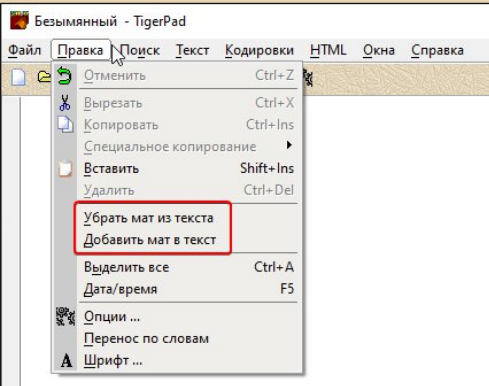 Безымянный - TigerPad
Файл Правка Поиск Текст Кодировки HTML Окна Справка
Отменить Ctrl+Z
Вырезать Ctrl+X
Копировать Ctrl+Ins
Специальное копирование
Вставить Shift+Ins
Удалить Ctrl+Del
Убрать мат из текста
Добавить мат в текст
Выделить все Ctrl+A
Дата/время F5
Опции ...
Перенос по словам
Шрифт ...